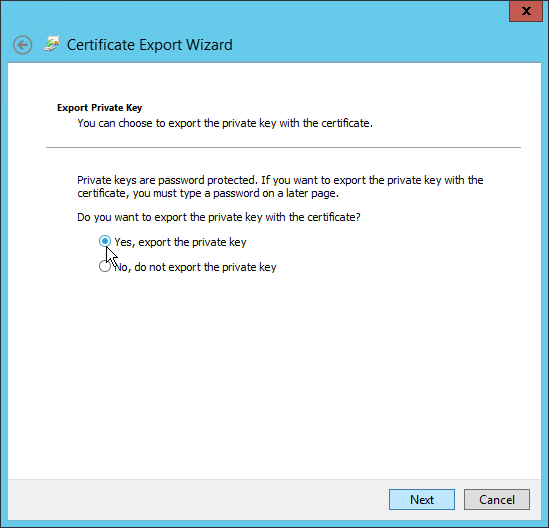 x
Certificate Export Wizard
Export Private Key
You can choose to export the private key with the certificate.
Private keys are password protected. If you want to export the private key with the
certificate, you must type a password on a later page.
Do you want to export the private key with the certificate?
Yes, export the private key
No, do not export the private key
Next
Cancel